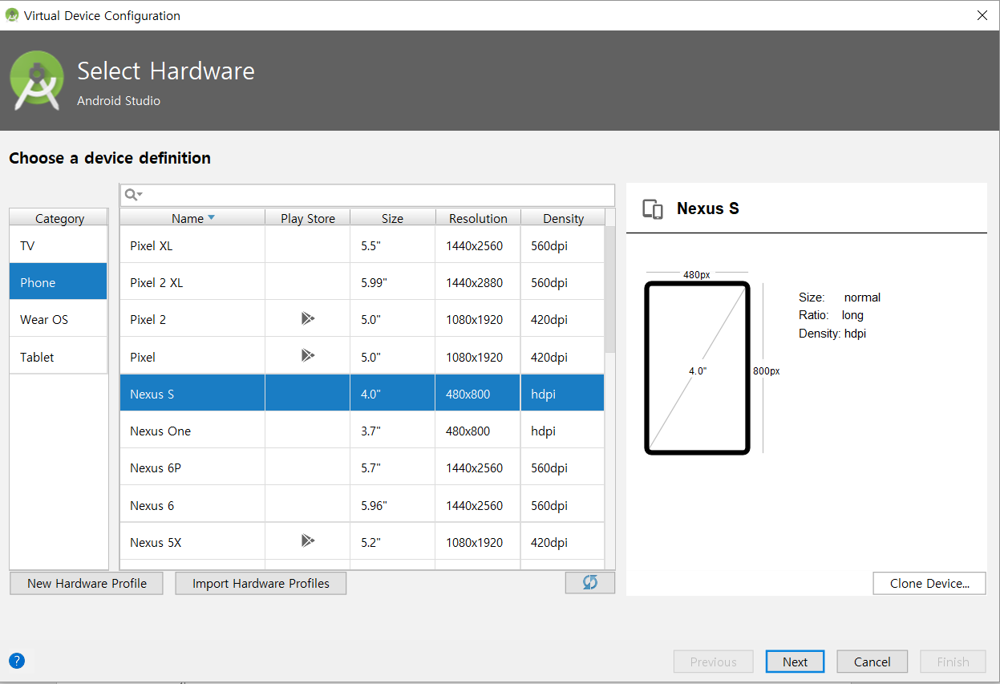 Virtual Device Configuration
Select Hardware
Android Studio
Choose a device definition
Category
TV
Phone
Wear OS
Tablet
Name Play Store Size Resolution Density
Pixel XL 5.5" 1440x2560 560dpi
Pixel 2 XL 5.99" 1440x2880 560dpi
Pixel 2 5.0" 1080x1920 420dpi
Pixel 5.0" 1080x1920 420dpi
Nexus S 4.0" 480x800 hdpi
Nexus One 3.7" 480x800 hdpi
Nexus 6P 5.7" 1440x2560 560dpi
Nexus 6 5.96" 1440x2560 560dpi
Nexus 5X 5.2" 1080x1920 420dpi
New Hardware Profile Import Hardware Profiles
Nexus S
480px
4.0"
800px
Size: normal
Ratio: long
Density: hdpi
Clone Device...
?
Previous Next Cancel Finish